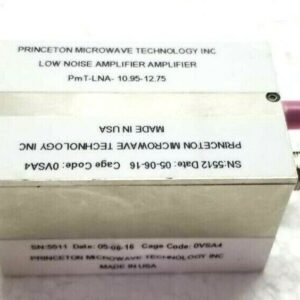 PRINCETON MICROWAVE TECHNOLOGY INC
LOW NOISE AMPLIFIER AMPLIFIER
PmT-LNA- 10.95-12.75
SN:5512 Date: 05-06-16 Cage Code: 0VSA4
PRINCETON MICROWAVE TECHNOLOGY INC
MADE IN USA
SN:5511 Date: 05-06-16 Cage Code: 0VSA4
PRINCETON MICROWAVE TECHNOLOGY INC
MADE IN USA